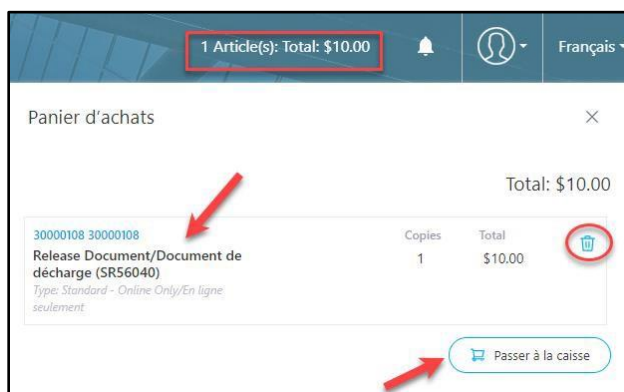 1 Article(s): Total: $10.00
Français
Panier d'achats
Total: $10.00
30000108 30000108
Copies
Total
Release Document/Document de
décharge (SR56040)
1
$10.00
Type: Standard - Online Only/En ligne
seulement
Passer à la caisse